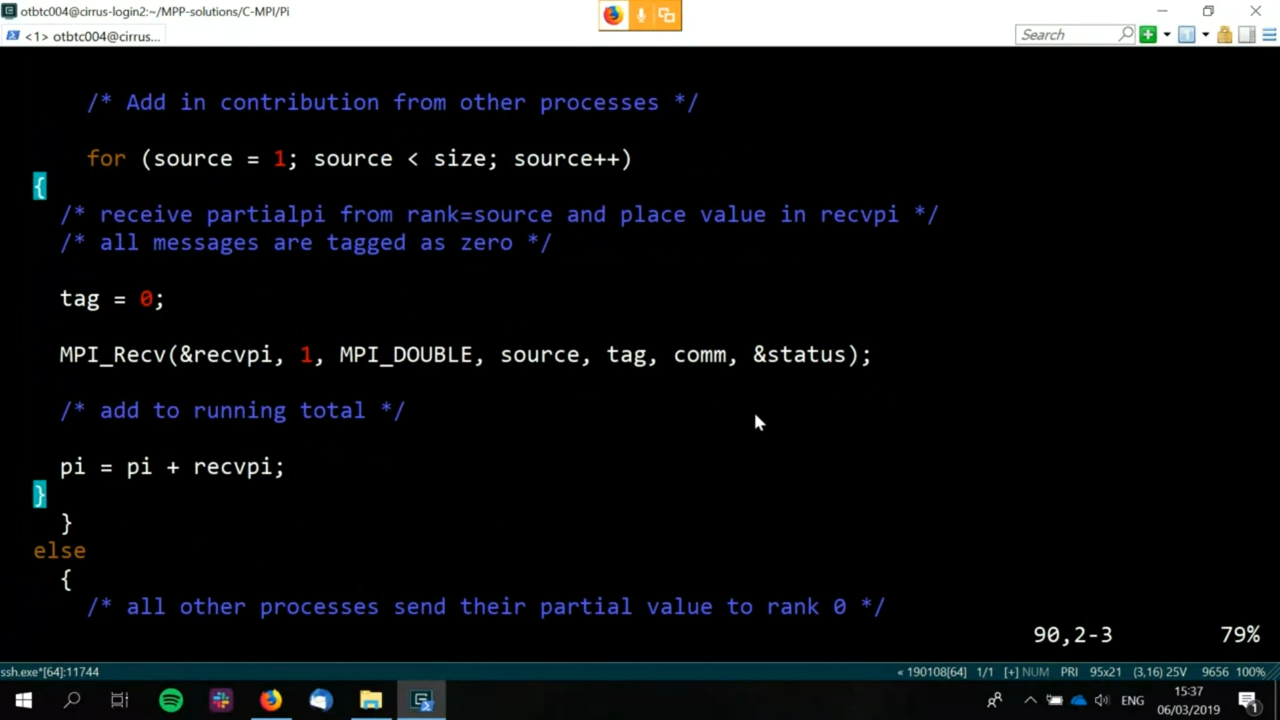 otbtc004@cirrus-login2:~/MPP-solutions/C-MPI/Pi
<1> otbtc004@cirrus...
Search
/* Add in contribution from other processes */
for (source = 1; source < size; source++)
{
/* receive partialpi from rank=source and place value in recvpi */
/* all messages are tagged as zero */
tag = 0;
MPI_Recv(&recvpi, 1, MPI_DOUBLE, source, tag, comm, &status);
/* add to running total */
pi = pi + recvpi;
}
}
else
{
/* all other processes send their partial value to rank 0 */
90,2-3 79%
ssh.exe*[64]:11744
« 190108[64] 1/1 [+] NUM PRI 95x21 (3,16) 25V 9656 100%
ENG
15:37
06/03/2019
1